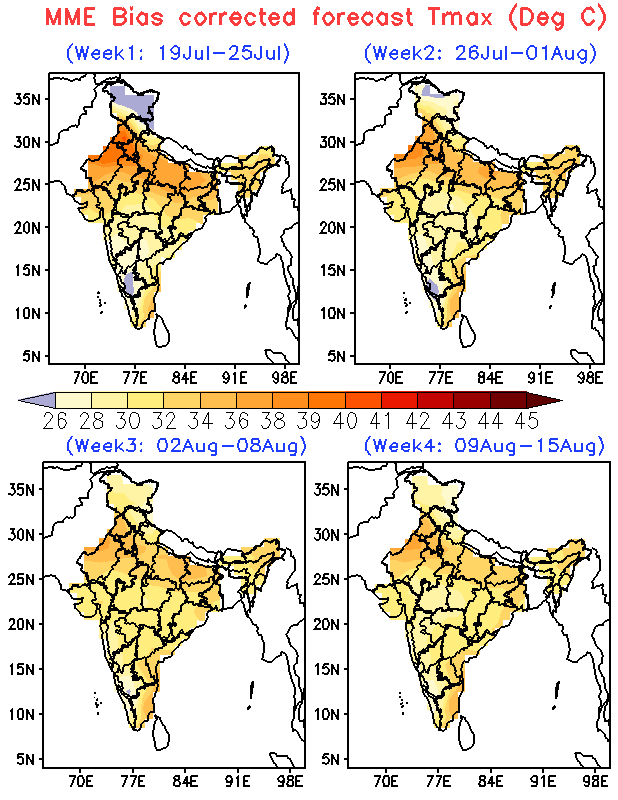 MME Bias corrected forecast Tmax (Deg C)
(Week1: 19Jul-25Jul) (Week2: 26Jul-01Aug)
35N 35N
30N 30N
25N 25N
20N 20N
15N 15N
10N 10N
5N 5N
70E 77E 84E 91E 98E 70E 77E 84E 91E 98E
26 28 30 32 34 36 38 39 40 41 42 43 44 45
(Week3: 02Aug-08Aug) (Week4: 09Aug-15Aug)
35N 35N
30N 30N
25N 25N
20N 20N
15N 15N
10N 10N
5N 5N
70E 77E 84E 91E 98E 70E 77E 84E 91E 98E